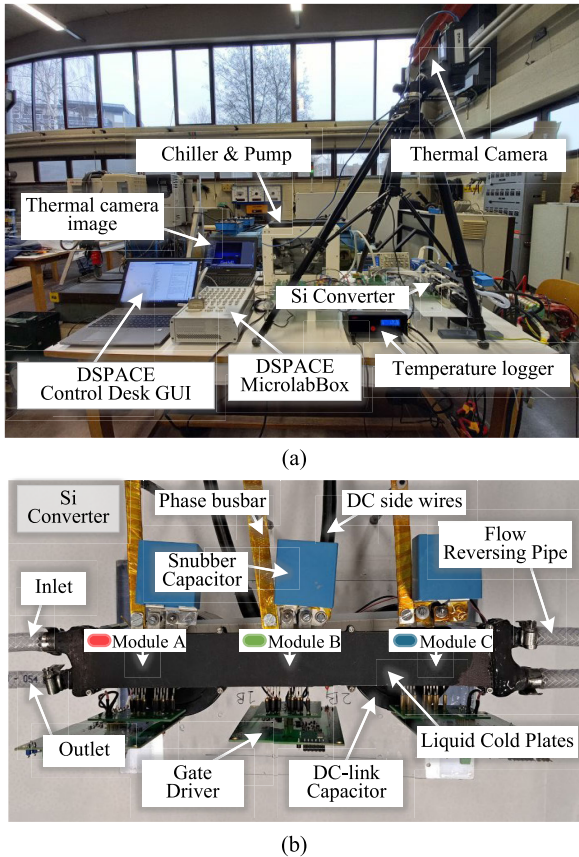 Chiller & Pump
Thermal Camera
Thermal camera
image
Si Converter
DSPACE
Control Desk GUI
DSPACE
MicrolabBox
Temperature logger
(a)
Si
Converter
Phase busbar
DC side wires
Snubber
Capacitor
Flow
Reversing Pipe
Inlet
Module A
Module B
Module C
Outlet
1B
2B
Gate
Driver
DC-link
Capacitor
Liquid Cold Plates
(b)